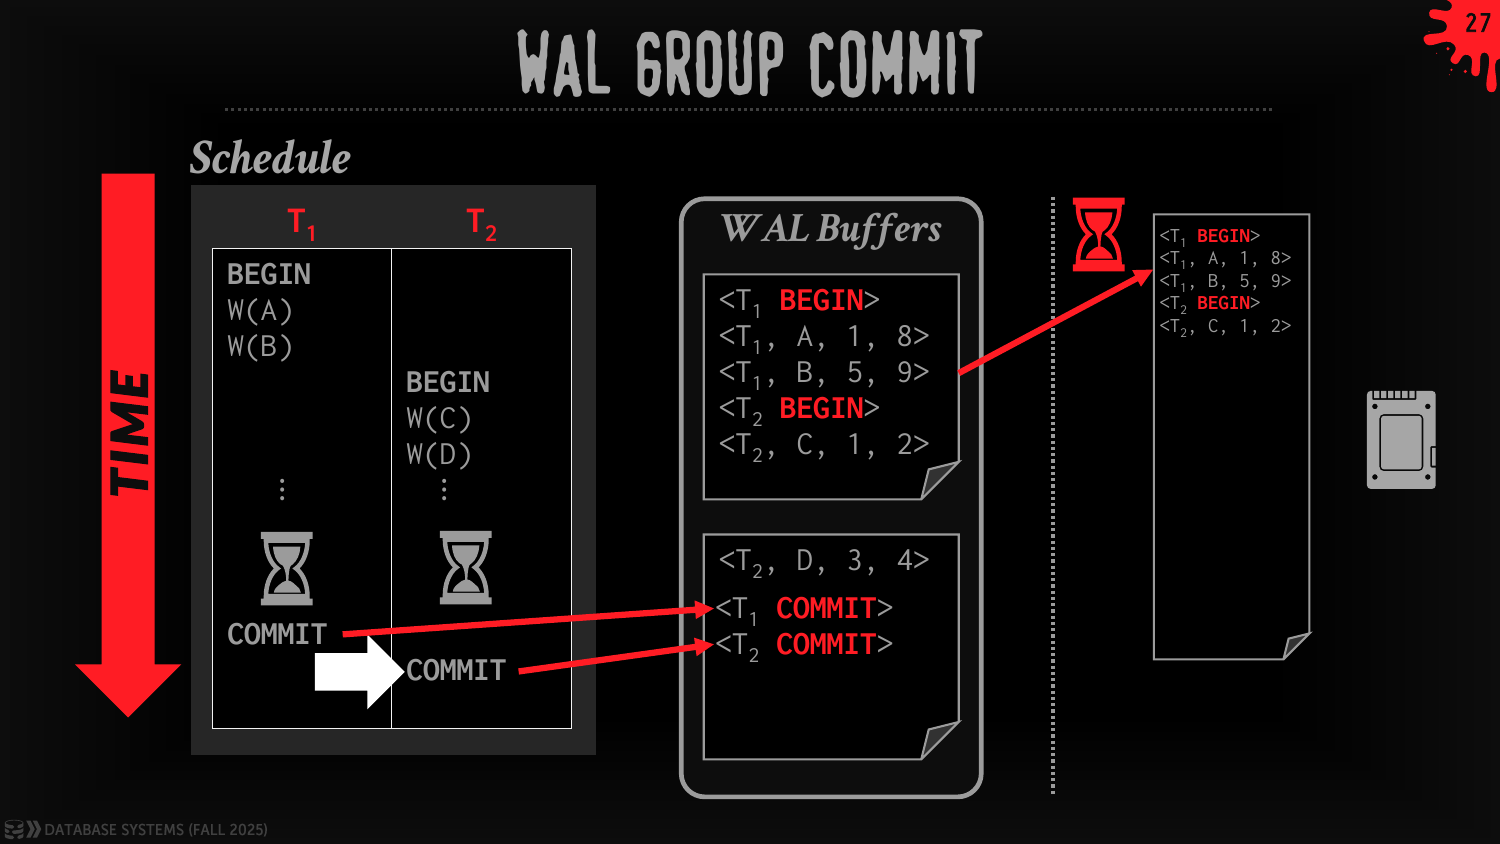 WAL GROUP COMMIT
27
Schedule
TIME
T1 T2
BEGIN
W(A)
W(B)
BEGIN
W(C)
W(D)
⋮ ⋮
COMMIT
COMMIT
WAL Buffers
<T1 BEGIN>
<T1, A, 1, 8>
<T1, B, 5, 9>
<T2 BEGIN>
<T2, C, 1, 2>
<T2, D, 3, 4>
<T1 COMMIT>
<T2 COMMIT>
<T1 BEGIN>
<T1, A, 1, 8>
<T1, B, 5, 9>
<T2 BEGIN>
<T2, C, 1, 2>
DATABASE SYSTEMS (FALL 2025)